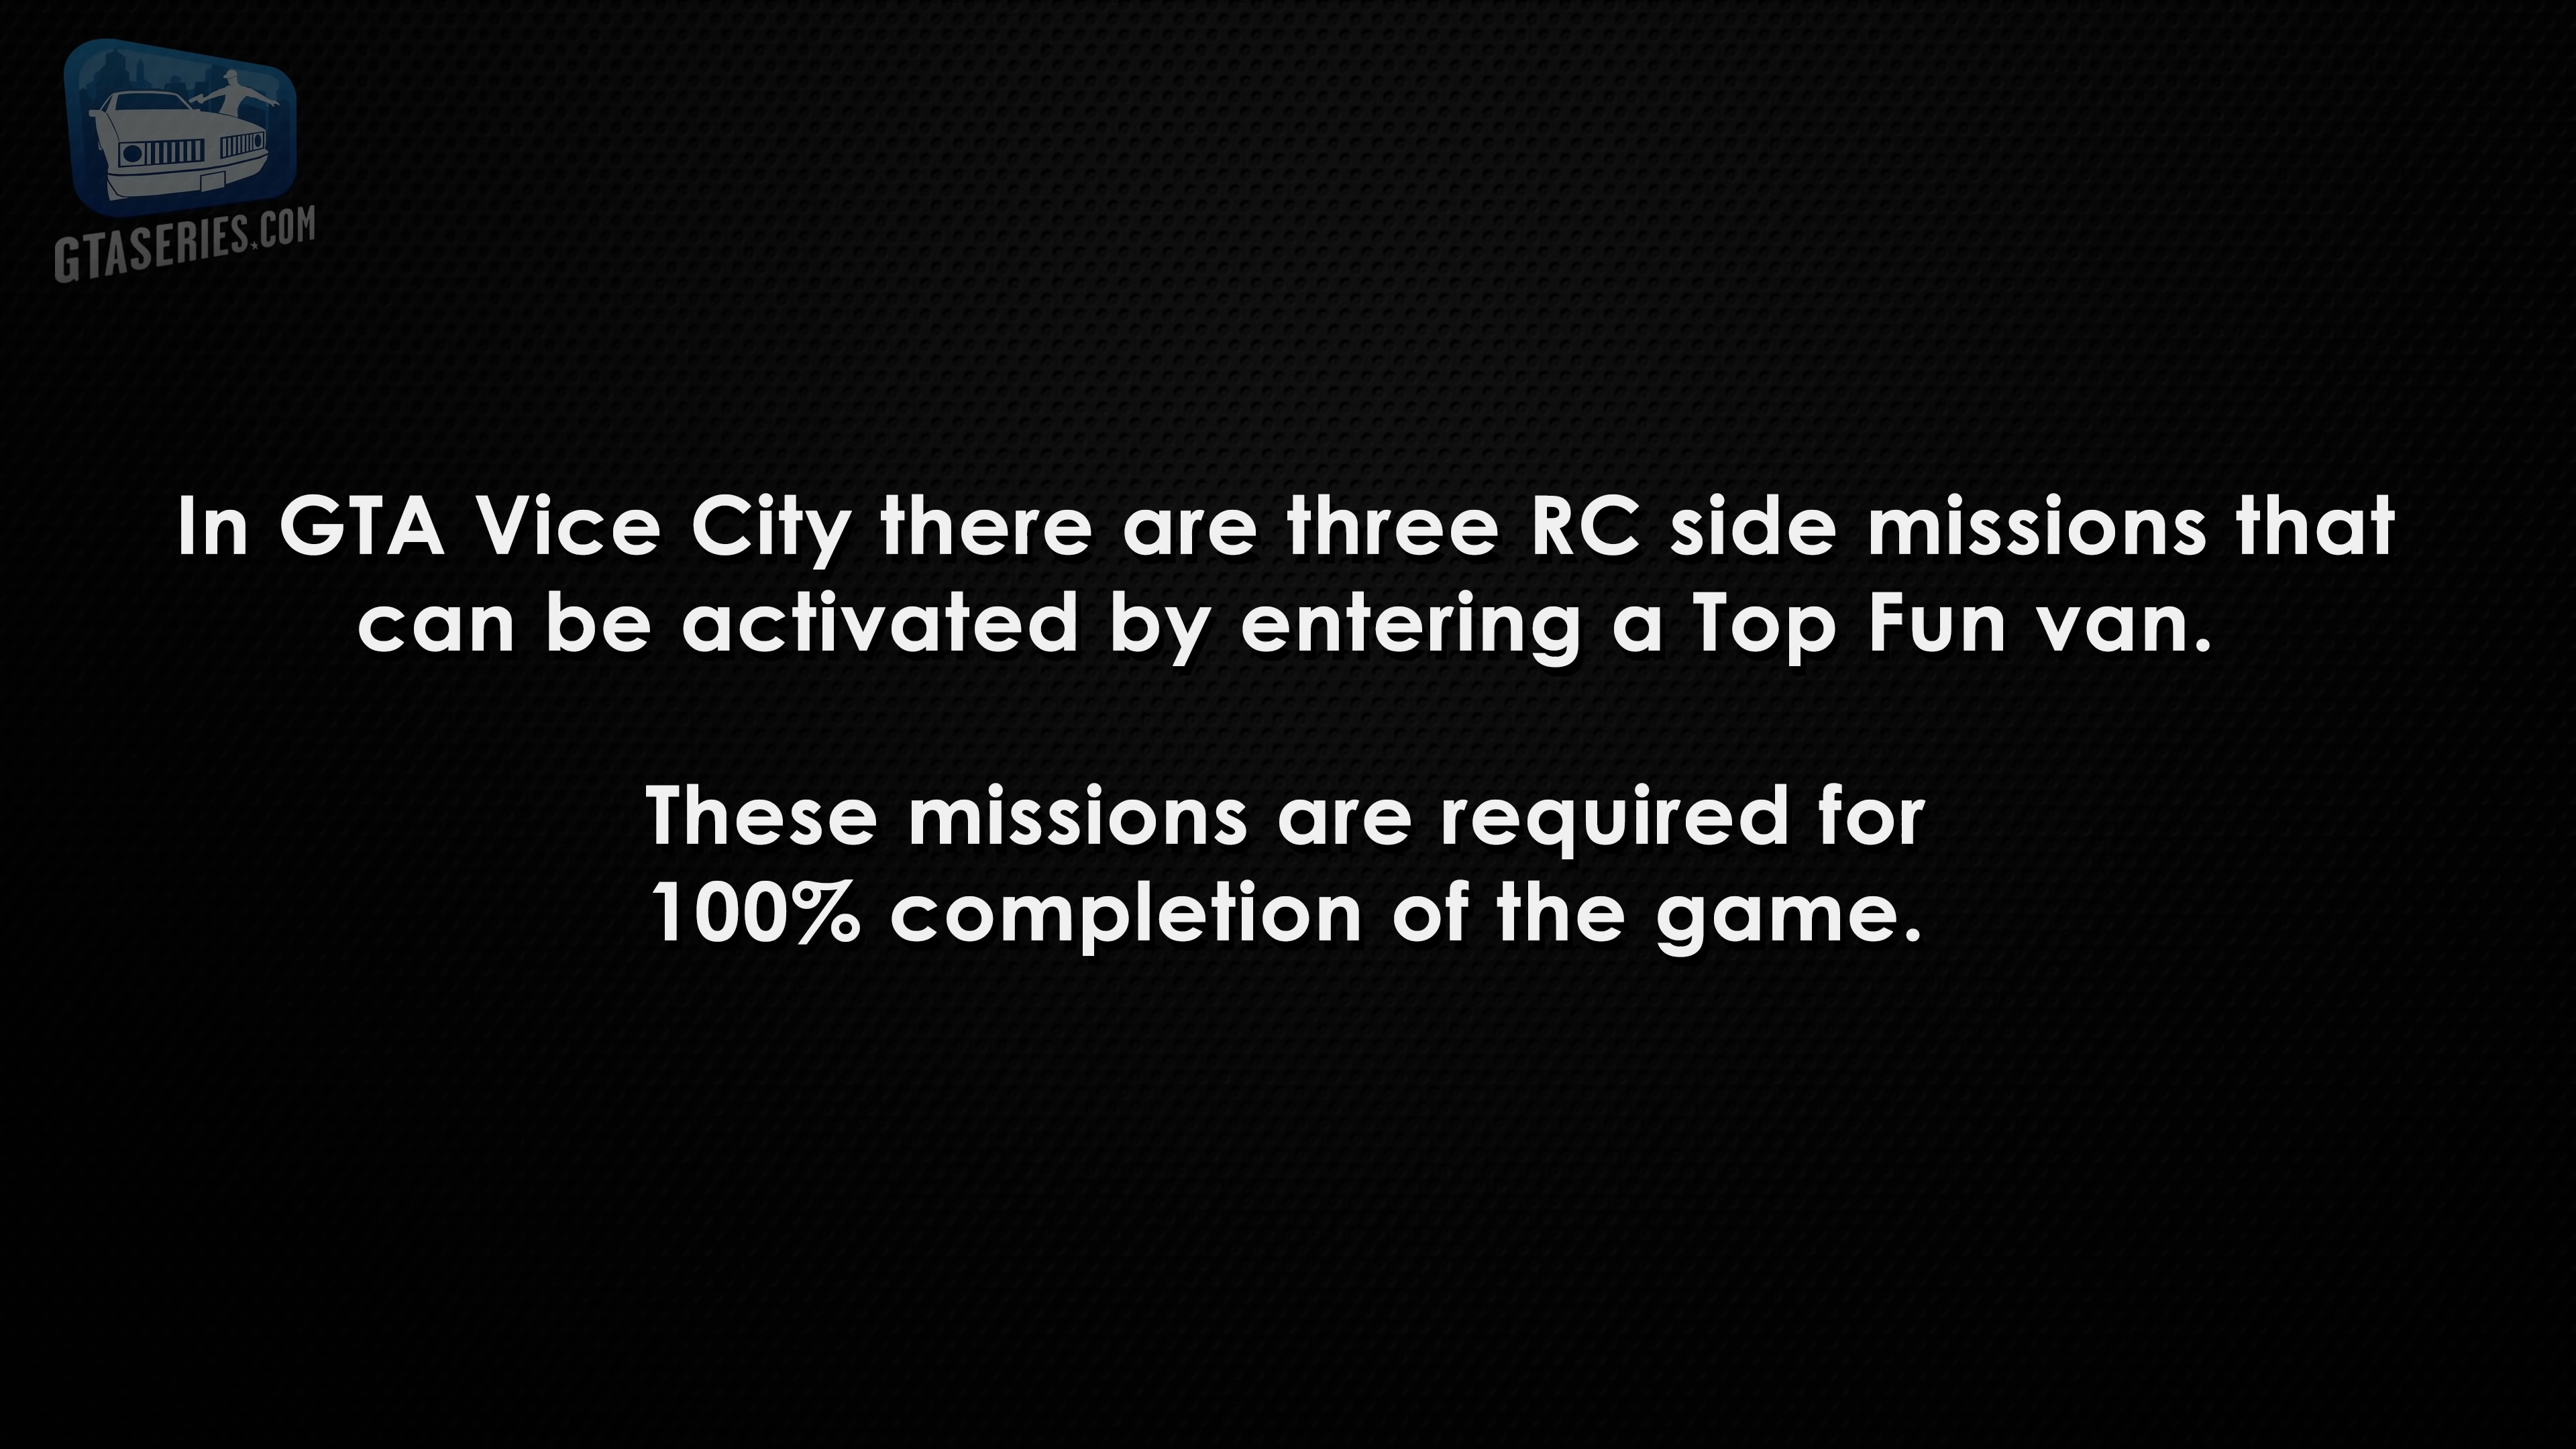 GTASERIES.COM
In GTA Vice City there are three RC side missions that
can be activated by entering a Top Fun van.
These missions are required for
100% completion of the game.